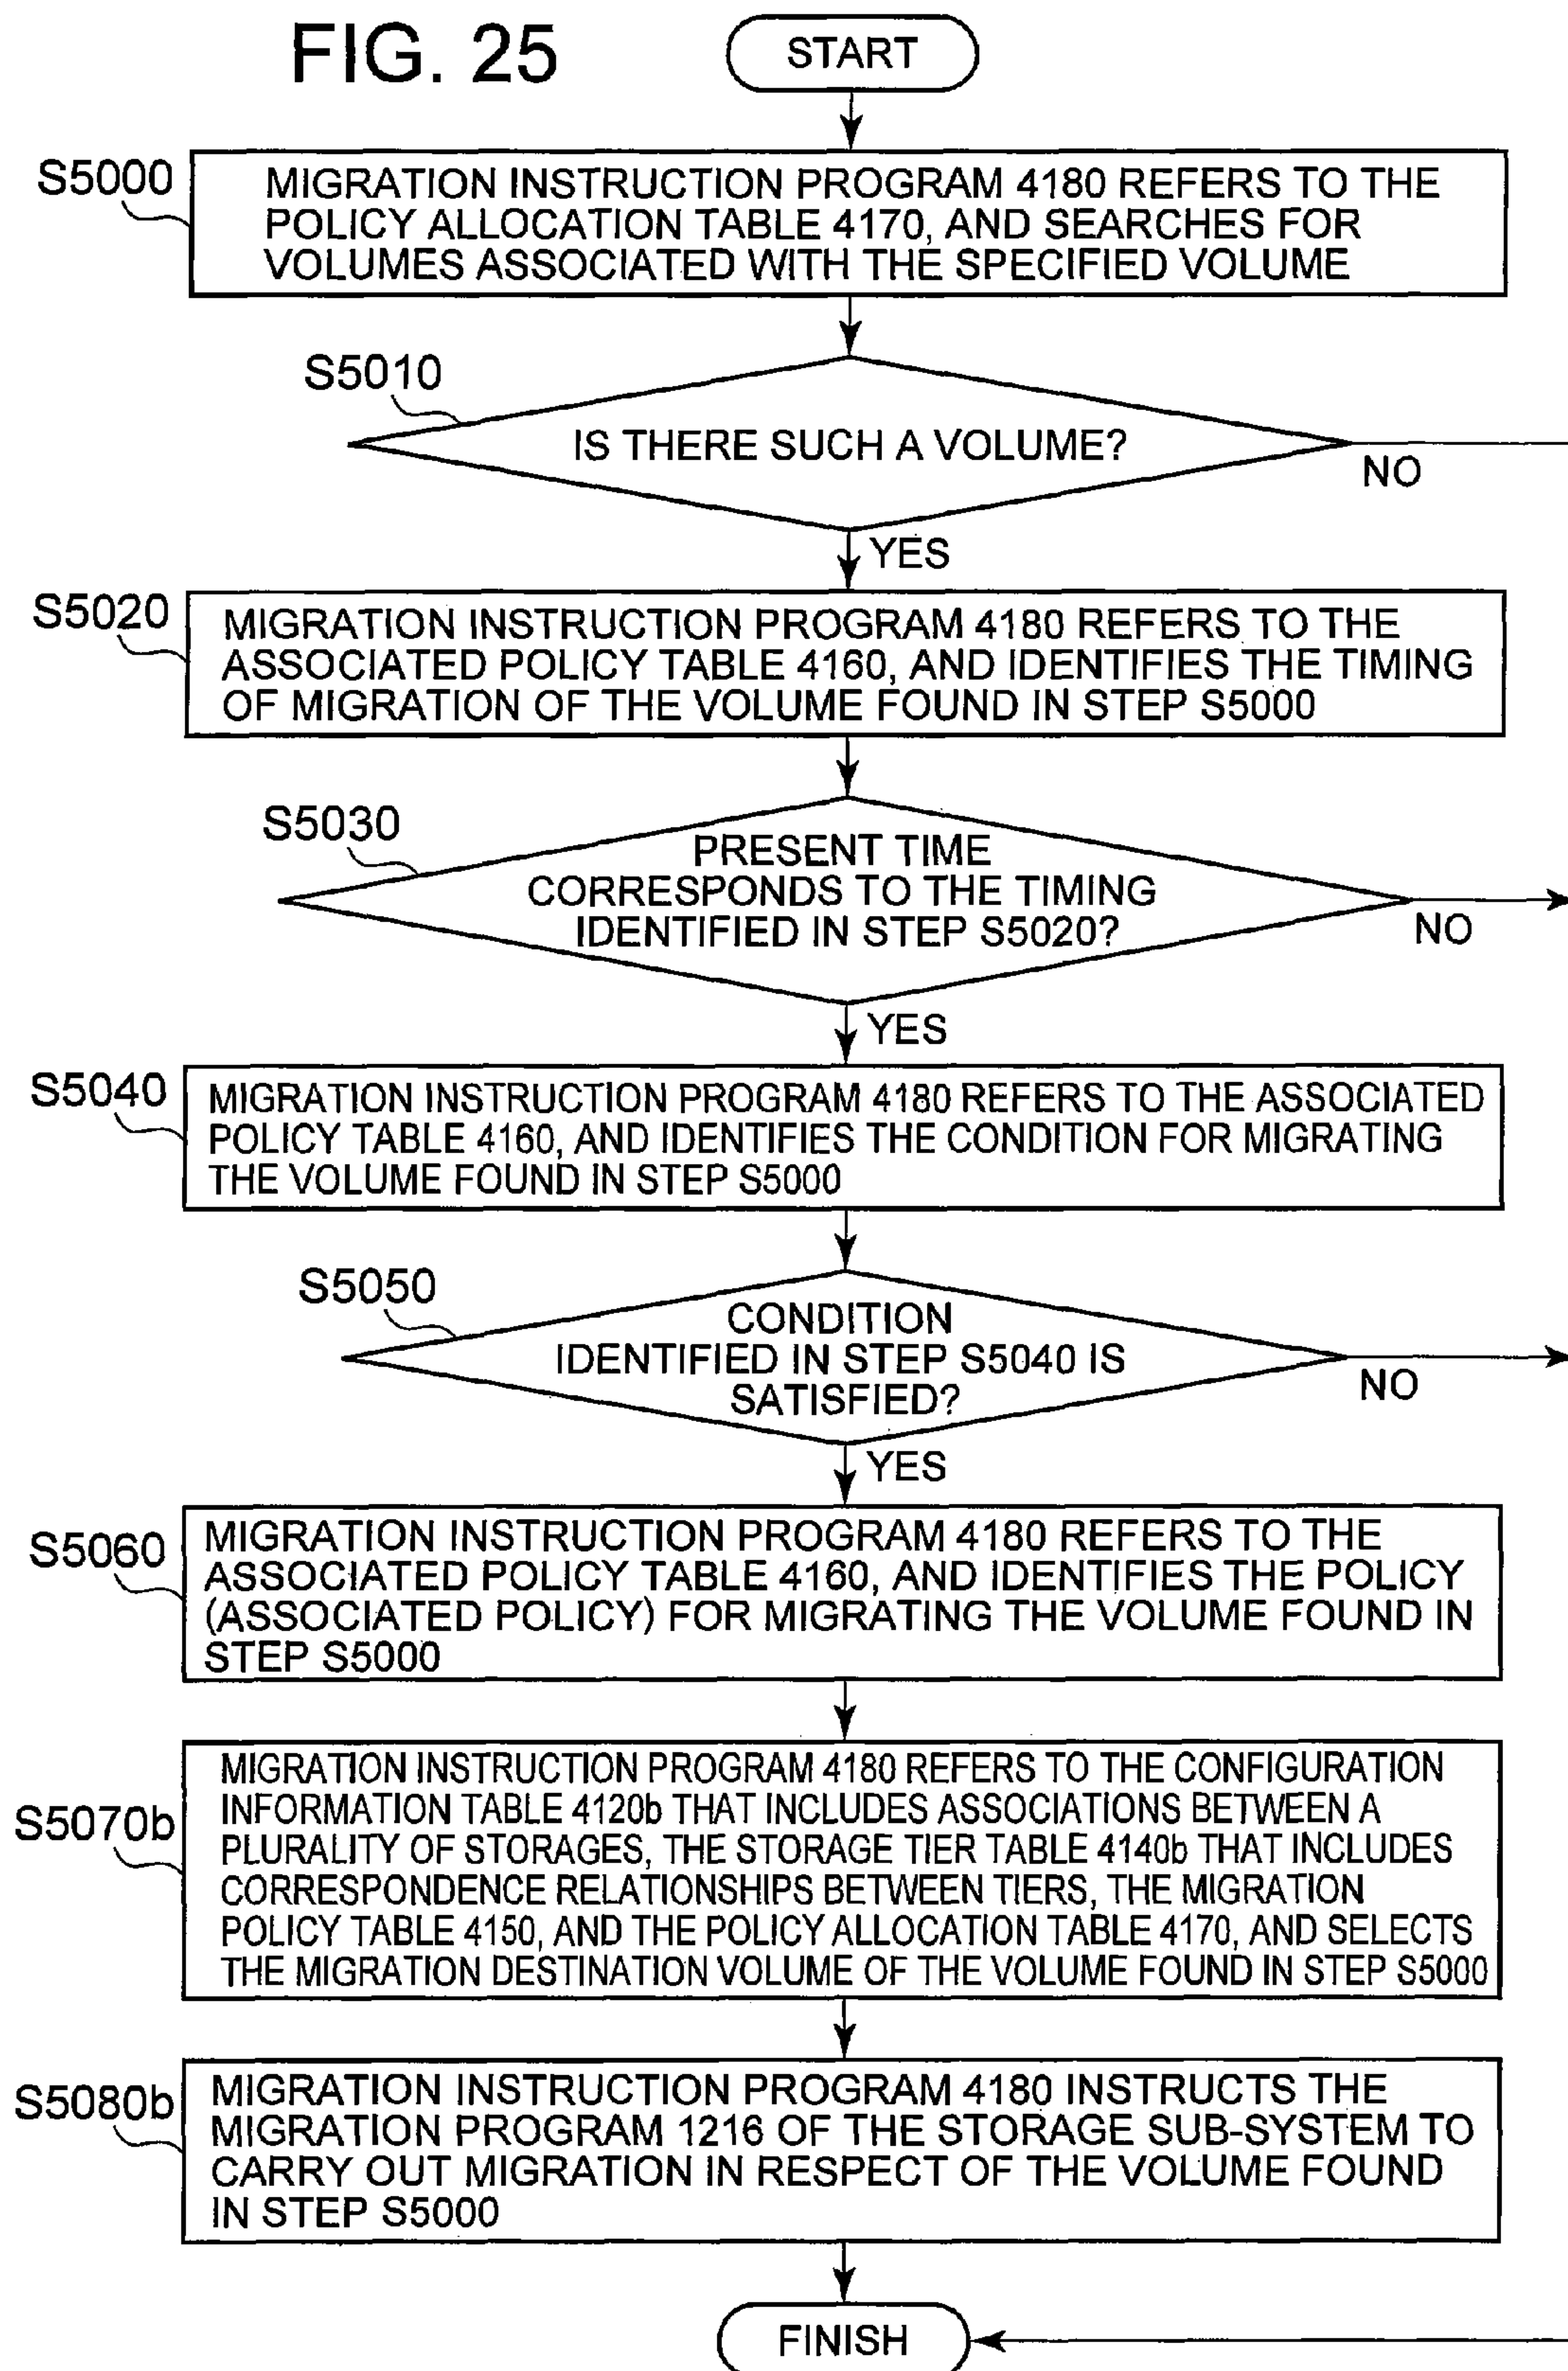 FIG. 25
START
S5000
MIGRATION INSTRUCTION PROGRAM 4180 REFERS TO THE
POLICY ALLOCATION TABLE 4170, AND SEARCHES FOR
VOLUMES ASSOCIATED WITH THE SPECIFIED VOLUME
S5010
IS THERE SUCH A VOLUME?
NO
YES
S5020
MIGRATION INSTRUCTION PROGRAM 4180 REFERS TO THE
ASSOCIATED POLICY TABLE 4160, AND IDENTIFIES THE TIMING
OF MIGRATION OF THE VOLUME FOUND IN STEP S5000
S5030
PRESENT TIME
CORRESPONDS TO THE TIMING
IDENTIFIED IN STEP S5020?
NO
YES
S5040
MIGRATION INSTRUCTION PROGRAM 4180 REFERS TO THE ASSOCIATED
POLICY TABLE 4160, AND IDENTIFIES THE CONDITION FOR MIGRATING
THE VOLUME FOUND IN STEP S5000
S5050
CONDITION
IDENTIFIED IN STEP S5040 IS
SATISFIED?
NO
YES
S5060
MIGRATION INSTRUCTION PROGRAM 4180 REFERS TO THE
ASSOCIATED POLICY TABLE 4160, AND IDENTIFIES THE POLICY
(ASSOCIATED POLICY) FOR MIGRATING THE VOLUME FOUND IN
STEP S5000
S5070b
MIGRATION INSTRUCTION PROGRAM 4180 REFERS TO THE CONFIGURATION
INFORMATION TABLE 4120b THAT INCLUDES ASSOCIATIONS BETWEEN A
PLURALITY OF STORAGES, THE STORAGE TIER TABLE 4140b THAT INCLUDES
CORRESPONDENCE RELATIONSHIPS BETWEEN TIERS, THE MIGRATION
POLICY TABLE 4150, AND THE POLICY ALLOCATION TABLE 4170, AND SELECTS
THE MIGRATION DESTINATION VOLUME OF THE VOLUME FOUND IN STEP S5000
S5080b
MIGRATION INSTRUCTION PROGRAM 4180 INSTRUCTS THE
MIGRATION PROGRAM 1216 OF THE STORAGE SUB-SYSTEM TO
CARRY OUT MIGRATION IN RESPECT OF THE VOLUME FOUND
IN STEP S5000
FINISH